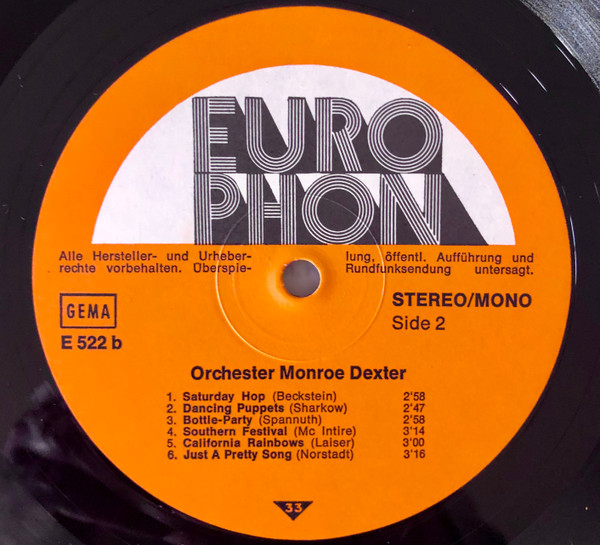 EURO
PHON
Alle Hersteller- und Urheber-
rechte vorbehalten. Überspie-
lung, öffentl. Aufführung und
Rundfunksendung untersagt.
GEMA
E 522 b
STEREO/MONO
Side 2
Orchester Monroe Dexter
1. Saturday Hop (Beckstein) 2'58
2. Dancing Puppets (Sharkow) 2'47
3. Bottle-Party (Spannuth) 2'58
4. Southern Festival (Mc Intire) 3'14
5. California Rainbows (Laiser) 3'00
6. Just A Pretty Song (Norstadt) 3'16
33